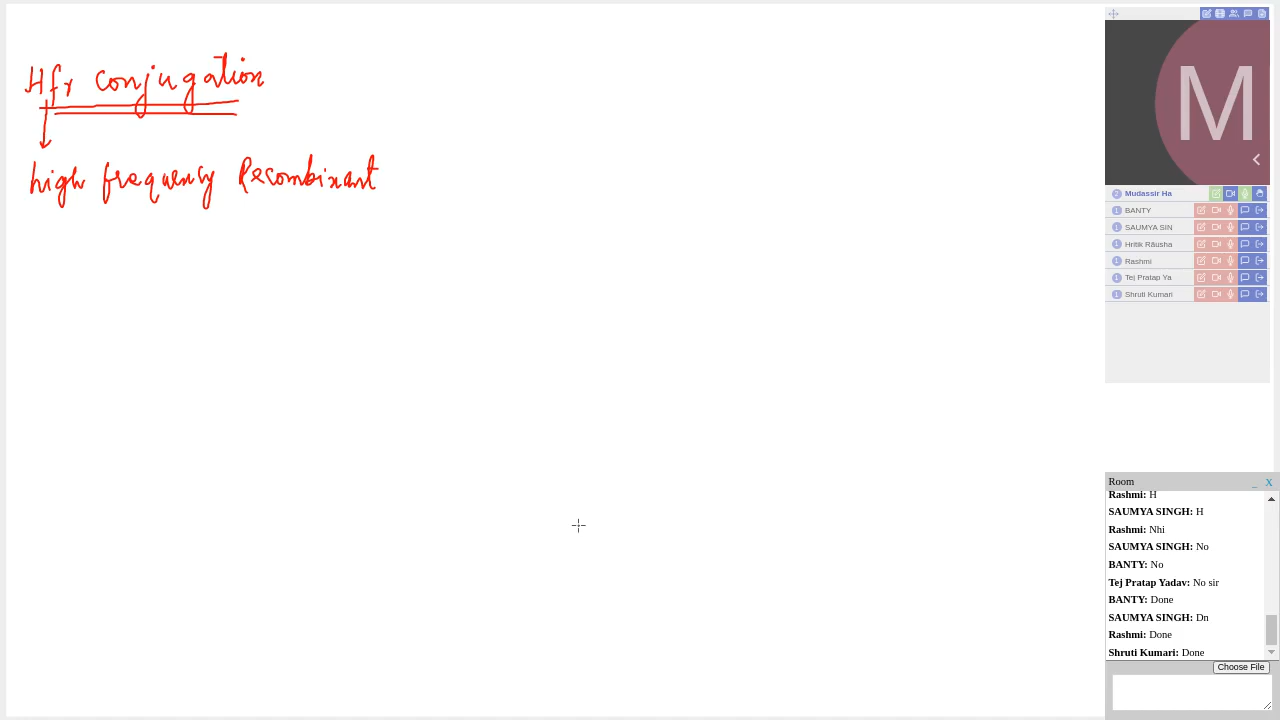 Hfr conjugation
high frequency Recombinant
M
Mudassir Ha
BANTY
SAUMYA SIN
Hritik Râusha
Rashmi
Tej Pratap Ya
Shruti Kumari
Room _ X
Rashmi: H
SAUMYA SINGH: H
Rashmi: Nhi
SAUMYA SINGH: No
BANTY: No
Tej Pratap Yadav: No sir
BANTY: Done
SAUMYA SINGH: Dn
Rashmi: Done
Shruti Kumari: Done
Choose File